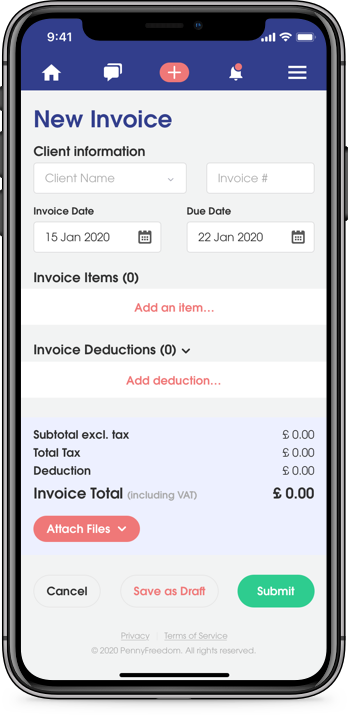 9:41
New Invoice
Client information
Client Name Invoice #
Invoice Date Due Date
15 Jan 2020 22 Jan 2020
Invoice Items (0)
Add an item...
Invoice Deductions (0)
Add deduction...
Subtotal excl. tax £ 0.00
Total Tax £ 0.00
Deduction £ 0.00
Invoice Total (including VAT) £ 0.00
Attach Files
Cancel Save as Draft Submit
Privacy | Terms of Service
© 2020 PennyFreedom. All rights reserved.